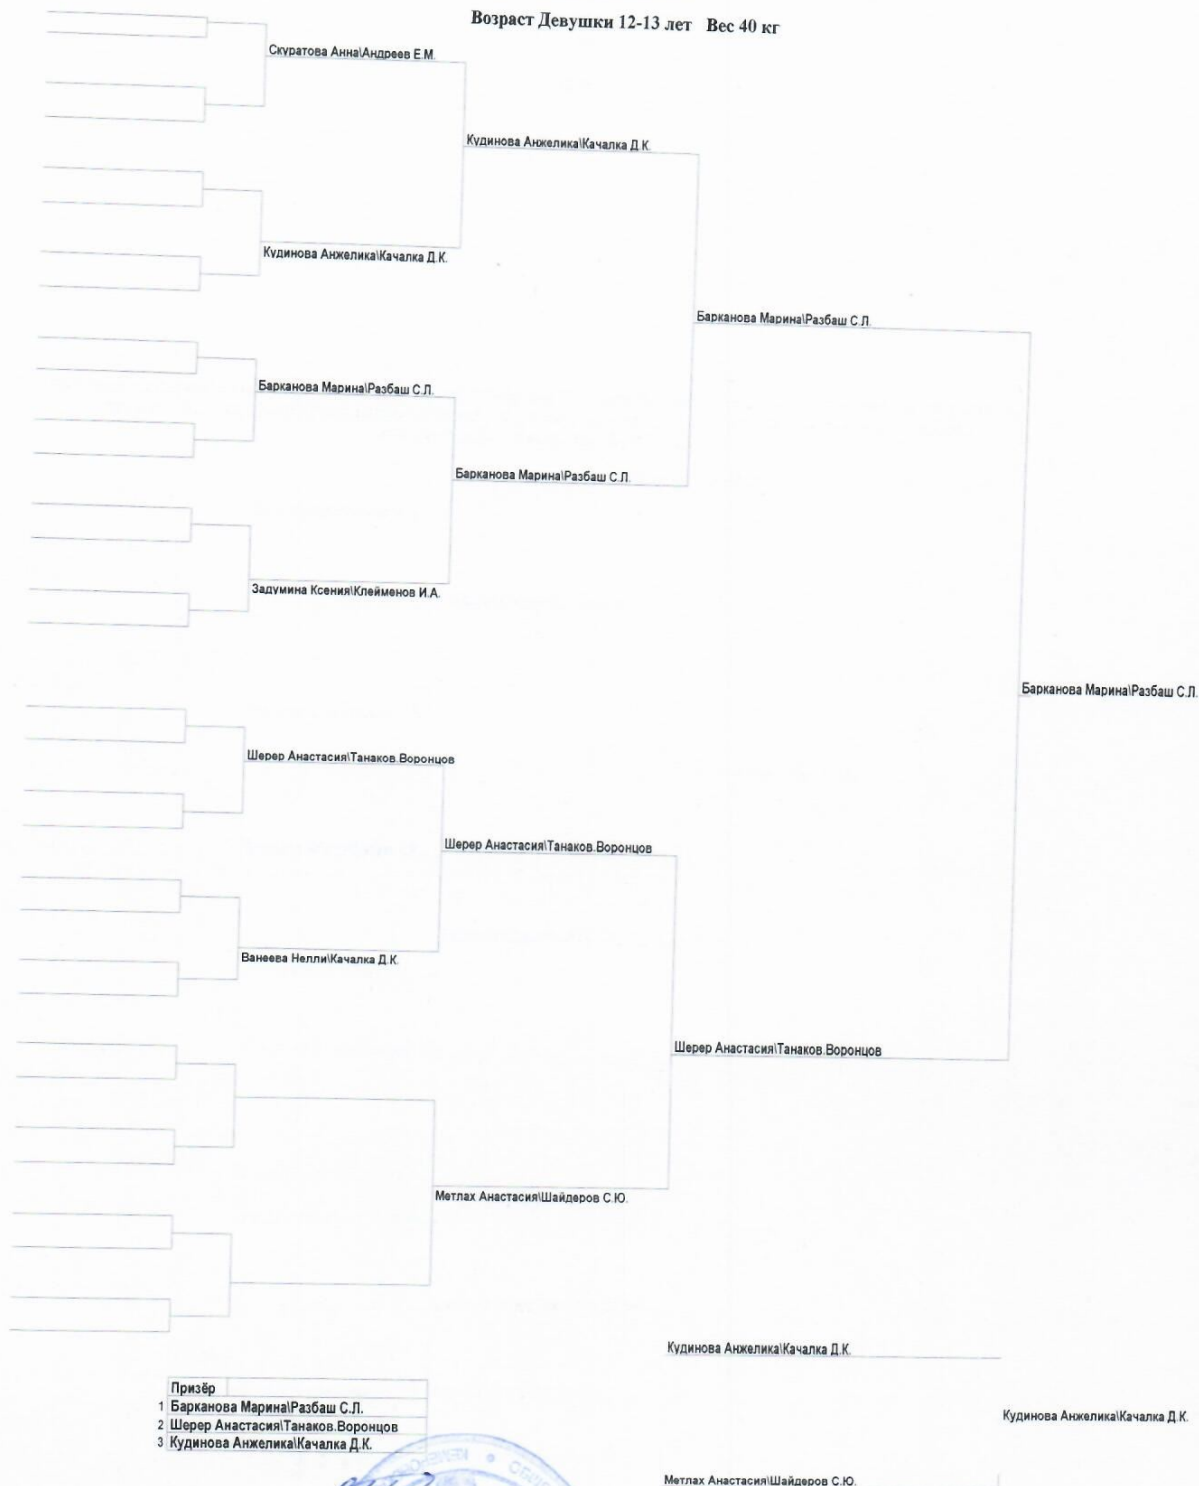 Возраст Девушки 12-13 лет Вес 40 кг
Скуратова Анна\Андреев Е.М.
Кудинова Анжелика\Качалка Д.К.
Кудинова Анжелика\Качалка Д.К.
Барканова Марина\Разбаш С.Л.
Барканова Марина\Разбаш С.Л.
Барканова Марина\Разбаш С.Л.
Задумина Ксения\Клейменов И.А.
Барканова Марина\Разбаш С.Л.
Шерер Анастасия\Танаков.Воронцов
Шерер Анастасия\Танаков.Воронцов
Ванеева Нелли\Качалка Д.К.
Шерер Анастасия\Танаков.Воронцов
Метлах Анастасия\Шайдеров С.Ю.
Кудинова Анжелика\Качалка Д.К.
Призёр
1 Барканова Марина\Разбаш С.Л.
2 Шерер Анастасия\Танаков.Воронцов
3 Кудинова Анжелика\Качалка Д.К.
Кудинова Анжелика\Качалка Д.К.
Метлах Анастасия\Шайдеров С.Ю.